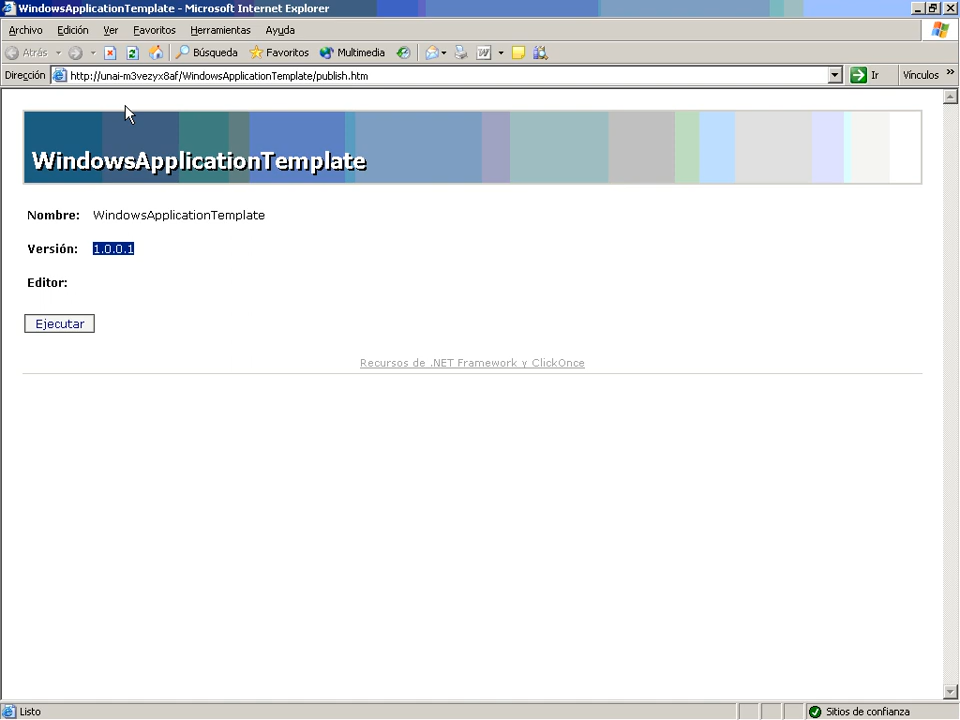 WindowsApplicationTemplate - Microsoft Internet Explorer
Archivo Edición Ver Favoritos Herramientas Ayuda
Atrás Búsqueda Favoritos Multimedia
Dirección http://unai-m3vezyx8af/WindowsApplicationTemplate/publish.htm Ir Vínculos »
WindowsApplicationTemplate
Nombre: WindowsApplicationTemplate
Versión: 1.0.0.1
Editor:
Ejecutar
Recursos de .NET Framework y ClickOnce
Listo Sitios de confianza